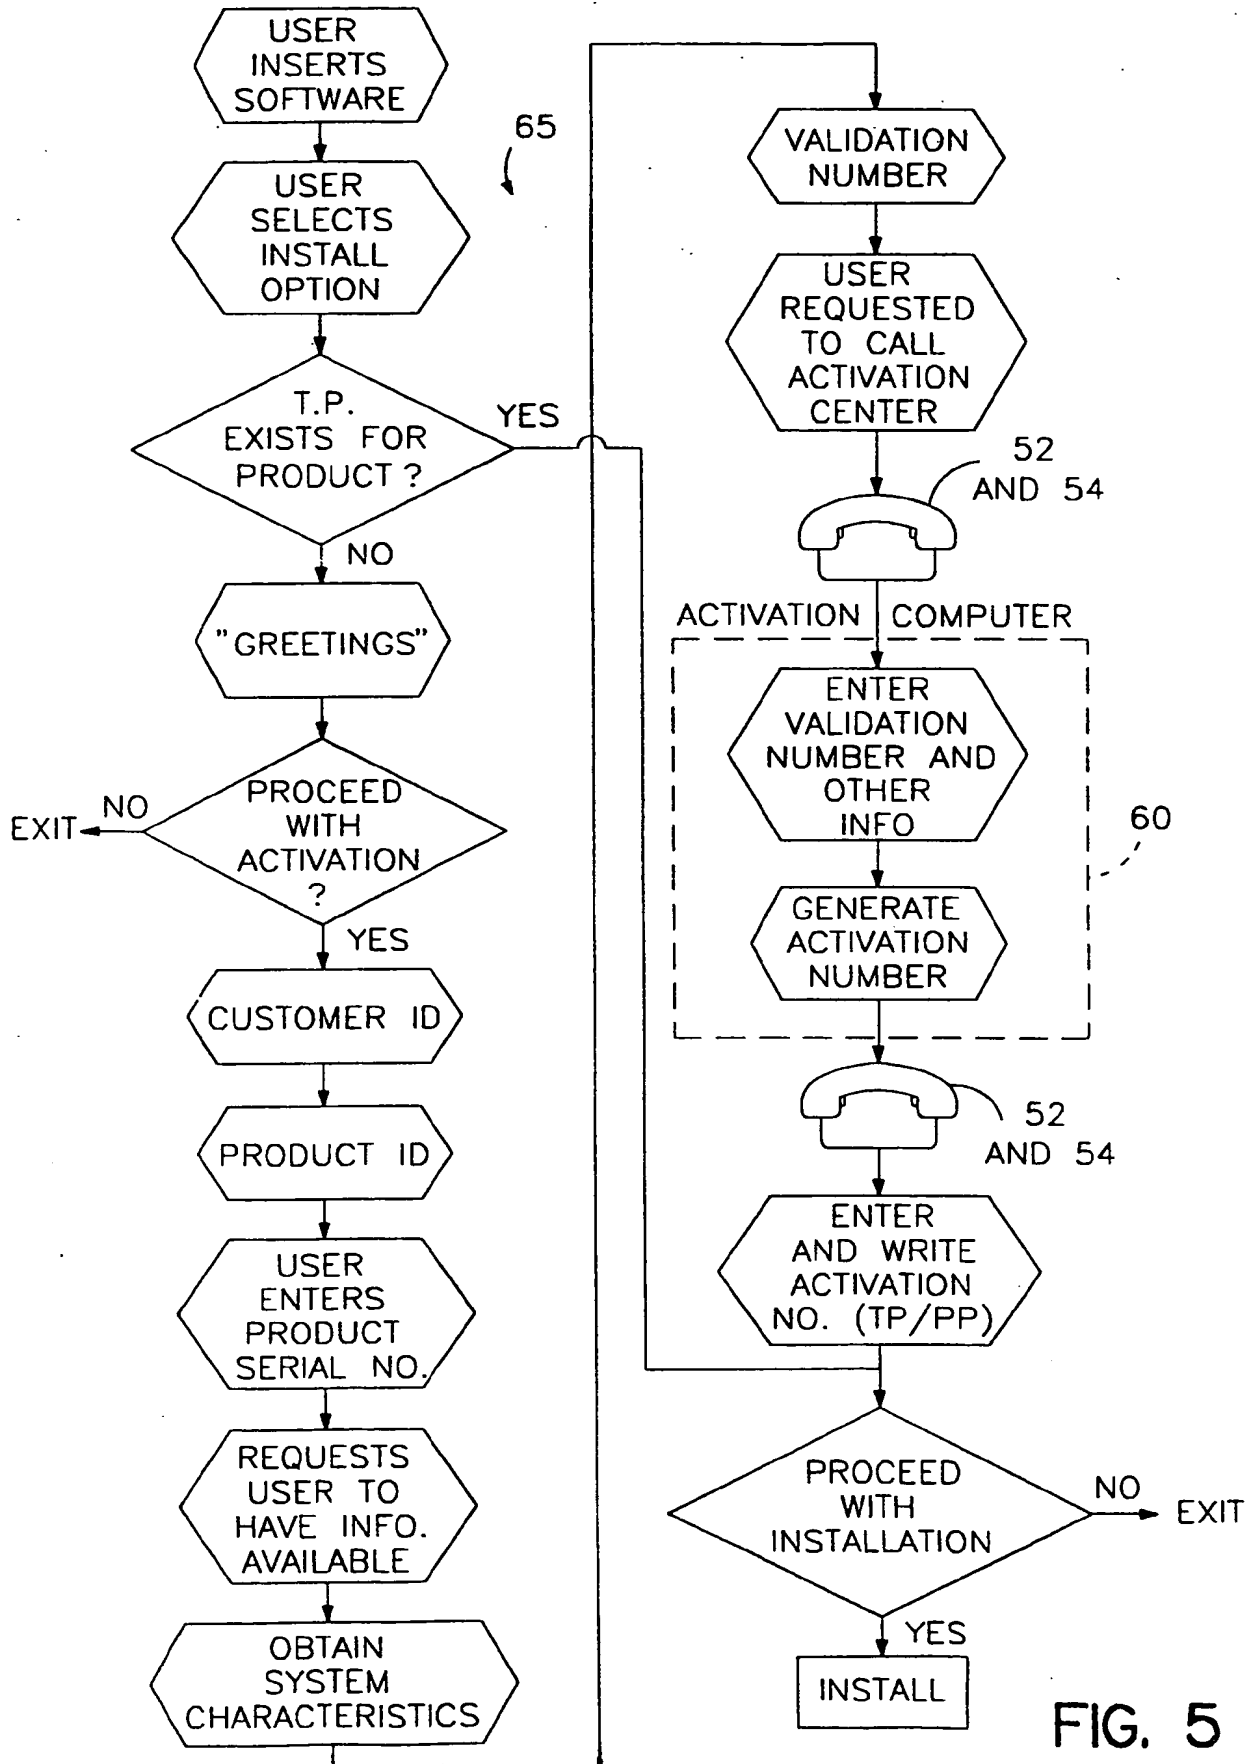 USER
INSERTS
SOFTWARE
65
USER
SELECTS
INSTALL
OPTION
T.P.
EXISTS FOR
PRODUCT ?
YES
NO
"GREETINGS"
PROCEED
WITH
ACTIVATION
?
NO
EXIT
YES
CUSTOMER ID
PRODUCT ID
USER
ENTERS
PRODUCT
SERIAL NO.
REQUESTS
USER TO
HAVE INFO.
AVAILABLE
OBTAIN
SYSTEM
CHARACTERISTICS
VALIDATION
NUMBER
USER
REQUESTED
TO CALL
ACTIVATION
CENTER
52
AND 54
ACTIVATION COMPUTER
ENTER
VALIDATION
NUMBER AND
OTHER
INFO
60
GENERATE
ACTIVATION
NUMBER
52
AND 54
ENTER
AND WRITE
ACTIVATION
NO. (TP/PP)
PROCEED
WITH
INSTALLATION
NO
EXIT
YES
INSTALL
FIG. 5